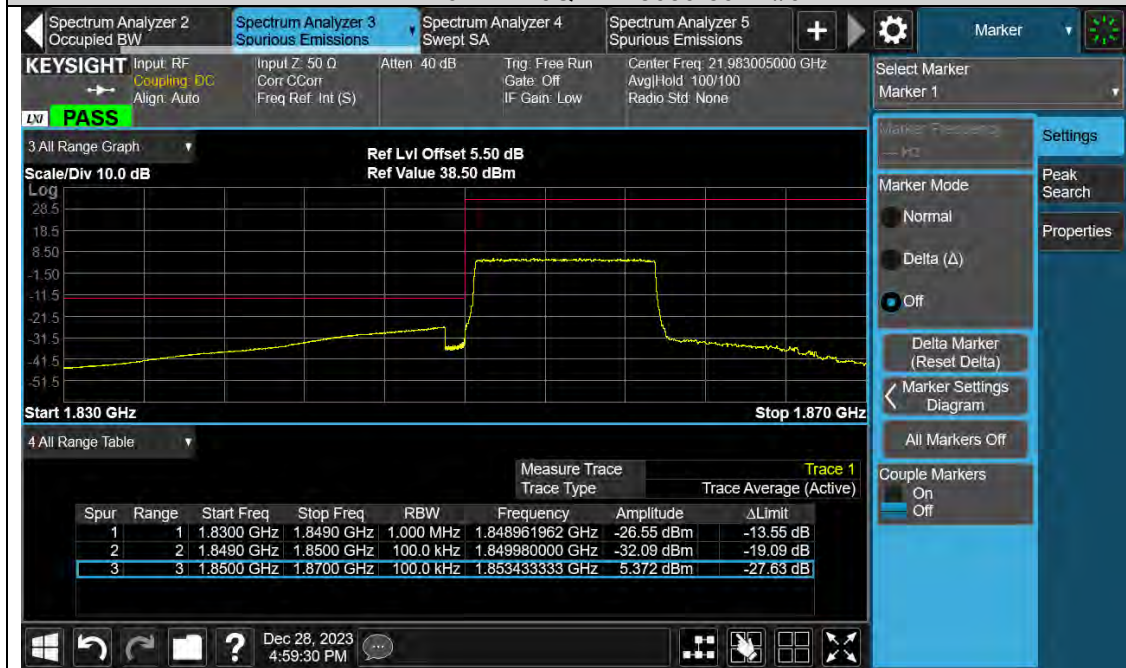 Spectrum Analyzer 2
Occupied BW
Spectrum Analyzer 3
Spurious Emissions
Spectrum Analyzer 4
Swept SA
Spectrum Analyzer 5
Spurious Emissions
+
Marker
KEYSIGHT
Input: RF
Coupling: DC
Align: Auto
Input Z: 50 Ω
Corr CCorr
Freq Ref: Int (S)
Atten: 40 dB
Trig: Free Run
Gate: Off
IF Gain: Low
Center Freq: 21.983005000 GHz
Avg|Hold: 100/100
Radio Std: None
LXI PASS
Select Marker
Marker 1
3 All Range Graph
Scale/Div 10.0 dB
Ref Lvl Offset 5.50 dB
Ref Value 38.50 dBm
Log
28.5
18.5
8.50
-1.50
-11.5
-21.5
-31.5
-41.5
-51.5
Start 1.830 GHz
Stop 1.870 GHz
Marker Frequency
--- Hz
Settings
Marker Mode
Normal
Delta (Δ)
Off
Peak Search
Properties
Delta Marker
(Reset Delta)
Marker Settings
Diagram
All Markers Off
Couple Markers
On
Off
4 All Range Table
Measure Trace Trace 1
Trace Type Trace Average (Active)
Spur Range Start Freq Stop Freq RBW Frequency Amplitude ΔLimit
1 1 1.8300 GHz 1.8490 GHz 1.000 MHz 1.848961962 GHz -26.55 dBm -13.55 dB
2 2 1.8490 GHz 1.8500 GHz 100.0 kHz 1.849980000 GHz -32.09 dBm -19.09 dB
3 3 1.8500 GHz 1.8700 GHz 100.0 kHz 1.853433333 GHz 5.372 dBm -27.63 dB
?
Dec 28, 2023
4:59:30 PM